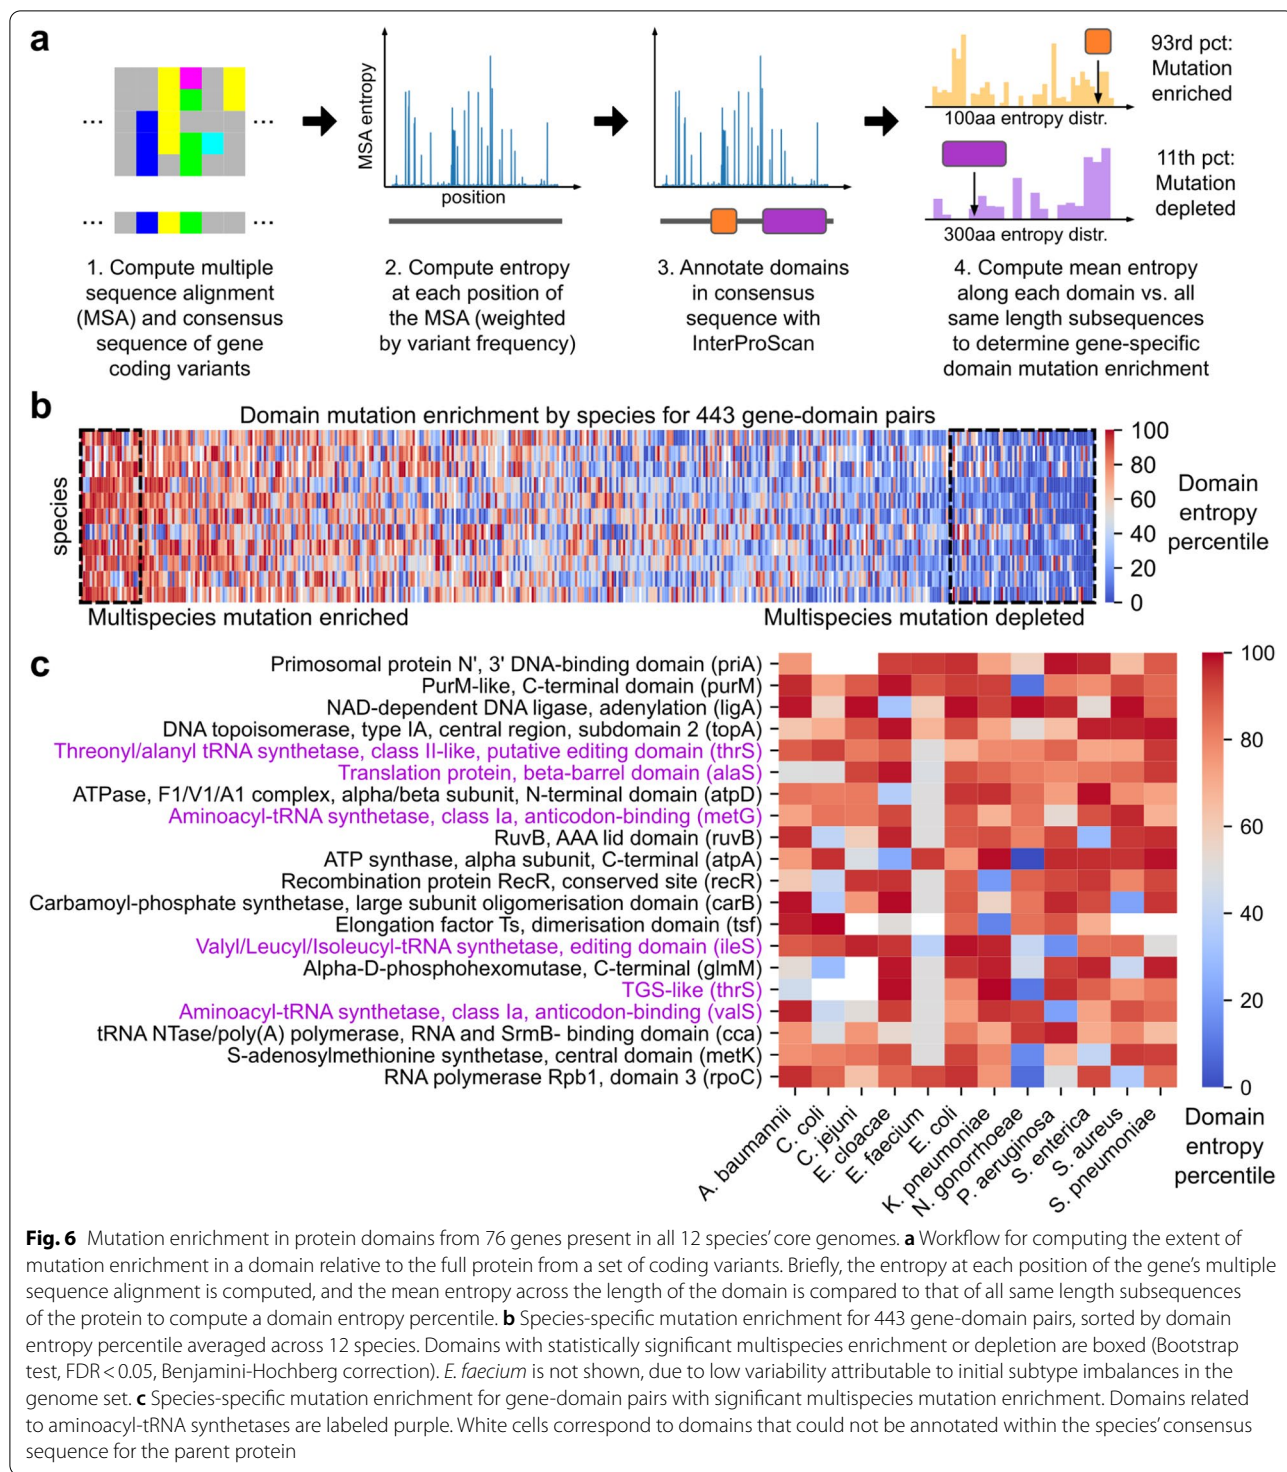 a
MSA entropy
position
93rd pct:
Mutation
enriched
100aa entropy distr.
11th pct:
Mutation
depleted
300aa entropy distr.
1. Compute multiple
sequence alignment
(MSA) and consensus
sequence of gene
coding variants
2. Compute entropy
at each position of
the MSA (weighted
by variant frequency)
3. Annotate domains
in consensus
sequence with
InterProScan
4. Compute mean entropy
along each domain vs. all
same length subsequences
to determine gene-specific
domain mutation enrichment
b
Domain mutation enrichment by species for 443 gene-domain pairs
species
100
80
60
40
20
0
Domain
entropy
percentile
Multispecies mutation enriched
Multispecies mutation depleted
c
Primosomal protein N', 3' DNA-binding domain (priA)
PurM-like, C-terminal domain (purM)
NAD-dependent DNA ligase, adenylation (ligA)
DNA topoisomerase, type IA, central region, subdomain 2 (topA)
Threonyl/alanyl tRNA synthetase, class II-like, putative editing domain (thrS)
Translation protein, beta-barrel domain (alaS)
ATPase, F1/V1/A1 complex, alpha/beta subunit, N-terminal domain (atpD)
Aminoacyl-tRNA synthetase, class Ia, anticodon-binding (metG)
RuvB, AAA lid domain (ruvB)
ATP synthase, alpha subunit, C-terminal (atpA)
Recombination protein RecR, conserved site (recR)
Carbamoyl-phosphate synthetase, large subunit oligomerisation domain (carB)
Elongation factor Ts, dimerisation domain (tsf)
Valyl/Leucyl/Isoleucyl-tRNA synthetase, editing domain (ileS)
Alpha-D-phosphohexomutase, C-terminal (glmM)
TGS-like (thrS)
Aminoacyl-tRNA synthetase, class Ia, anticodon-binding (valS)
tRNA NTase/poly(A) polymerase, RNA and SrmB- binding domain (cca)
S-adenosylmethionine synthetase, central domain (metK)
RNA polymerase Rpb1, domain 3 (rpoC)
A. baumannii
C. coli
C. jejuni
E. cloacae
E. faecium
E. coli
K. pneumoniae
N. gonorrhoeae
P. aeruginosa
S. enterica
S. aureus
S. pneumoniae
100
80
60
40
20
0
Domain
entropy
percentile
Fig. 6 Mutation enrichment in protein domains from 76 genes present in all 12 species' core genomes. a Workflow for computing the extent of
mutation enrichment in a domain relative to the full protein from a set of coding variants. Briefly, the entropy at each position of the gene's multiple
sequence alignment is computed, and the mean entropy across the length of the domain is compared to that of all same length subsequences
of the protein to compute a domain entropy percentile. b Species-specific mutation enrichment for 443 gene-domain pairs, sorted by domain
entropy percentile averaged across 12 species. Domains with statistically significant multispecies enrichment or depletion are boxed (Bootstrap
test, FDR < 0.05, Benjamini-Hochberg correction). E. faecium is not shown, due to low variability attributable to initial subtype imbalances in the
genome set. c Species-specific mutation enrichment for gene-domain pairs with significant multispecies mutation enrichment. Domains related
to aminoacyl-tRNA synthetases are labeled purple. White cells correspond to domains that could not be annotated within the species' consensus
sequence for the parent protein